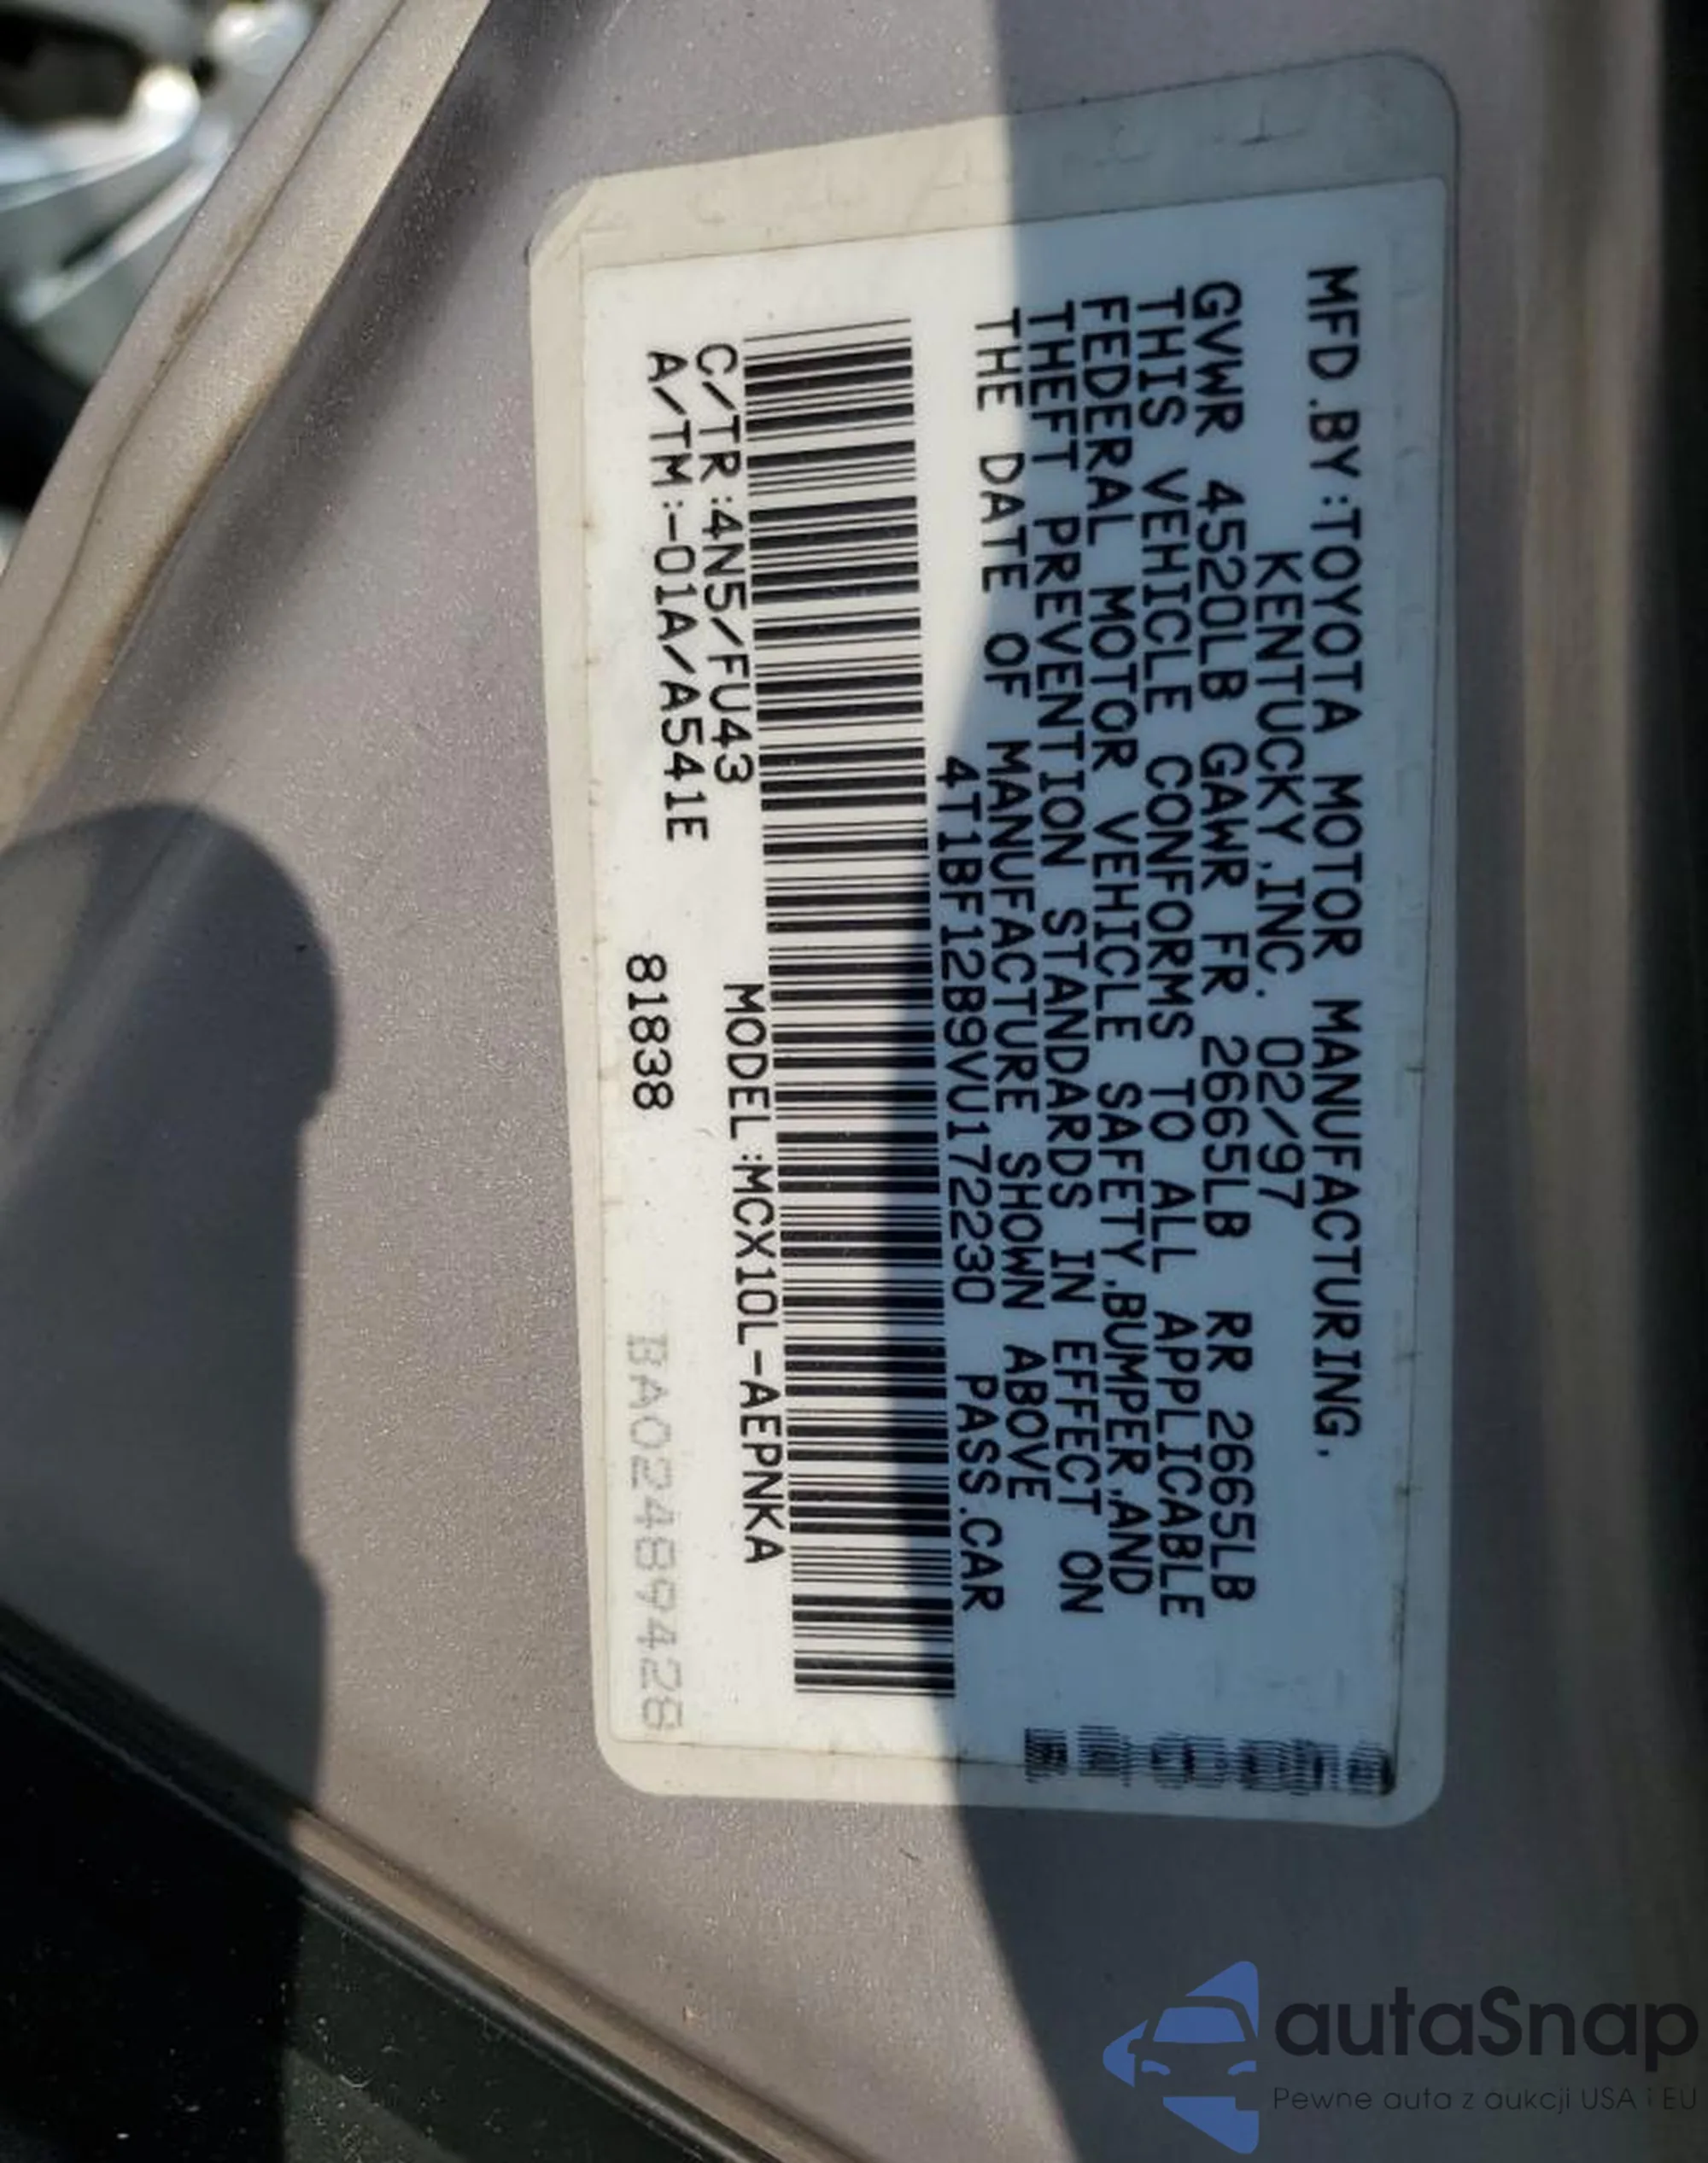 MFD.BY:TOYOTA MOTOR MANUFACTURING,
KENTUCKY,INC. 02/97
GVWR 4520LB GAWR FR 2665LB RR 2665LB
THIS VEHICLE CONFORMS TO ALL APPLICABLE
FEDERAL MOTOR VEHICLE SAFETY,BUMPER,AND
THEFT PREVENTION STANDARDS IN EFFECT ON
THE DATE OF MANUFACTURE SHOWN ABOVE
4T1BF12B9VU172230 PASS.CAR
C/TR:4N5/FU43 MODEL:MCX10L-AEPNKA
A/TM:-01A/A541E
81838
BA02489428
autaSnap
Pewne auta z aukcji USA i EU